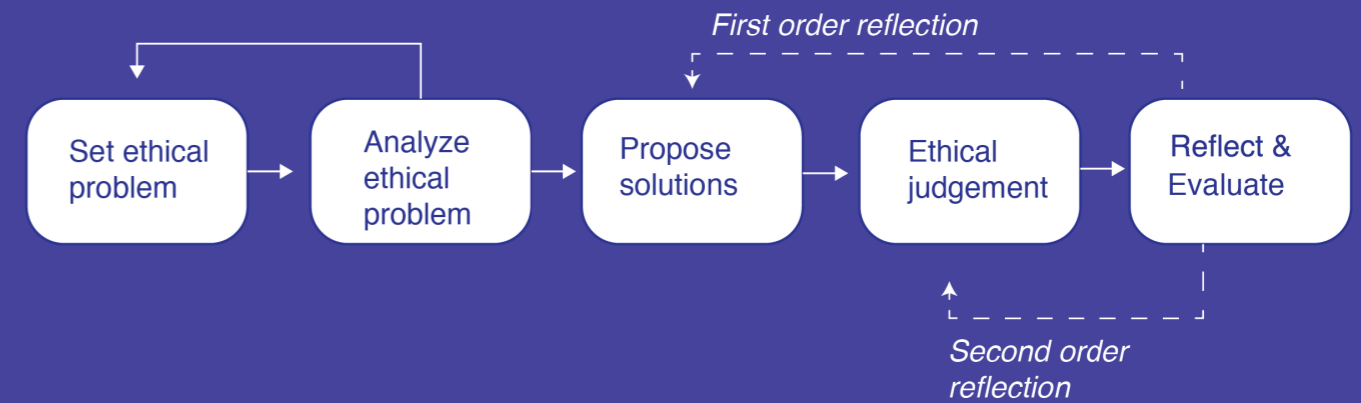 First order reflection
Set ethical
problem
Analyze
ethical
problem
Propose
solutions
Ethical
judgement
Reflect &
Evaluate
Second order
reflection